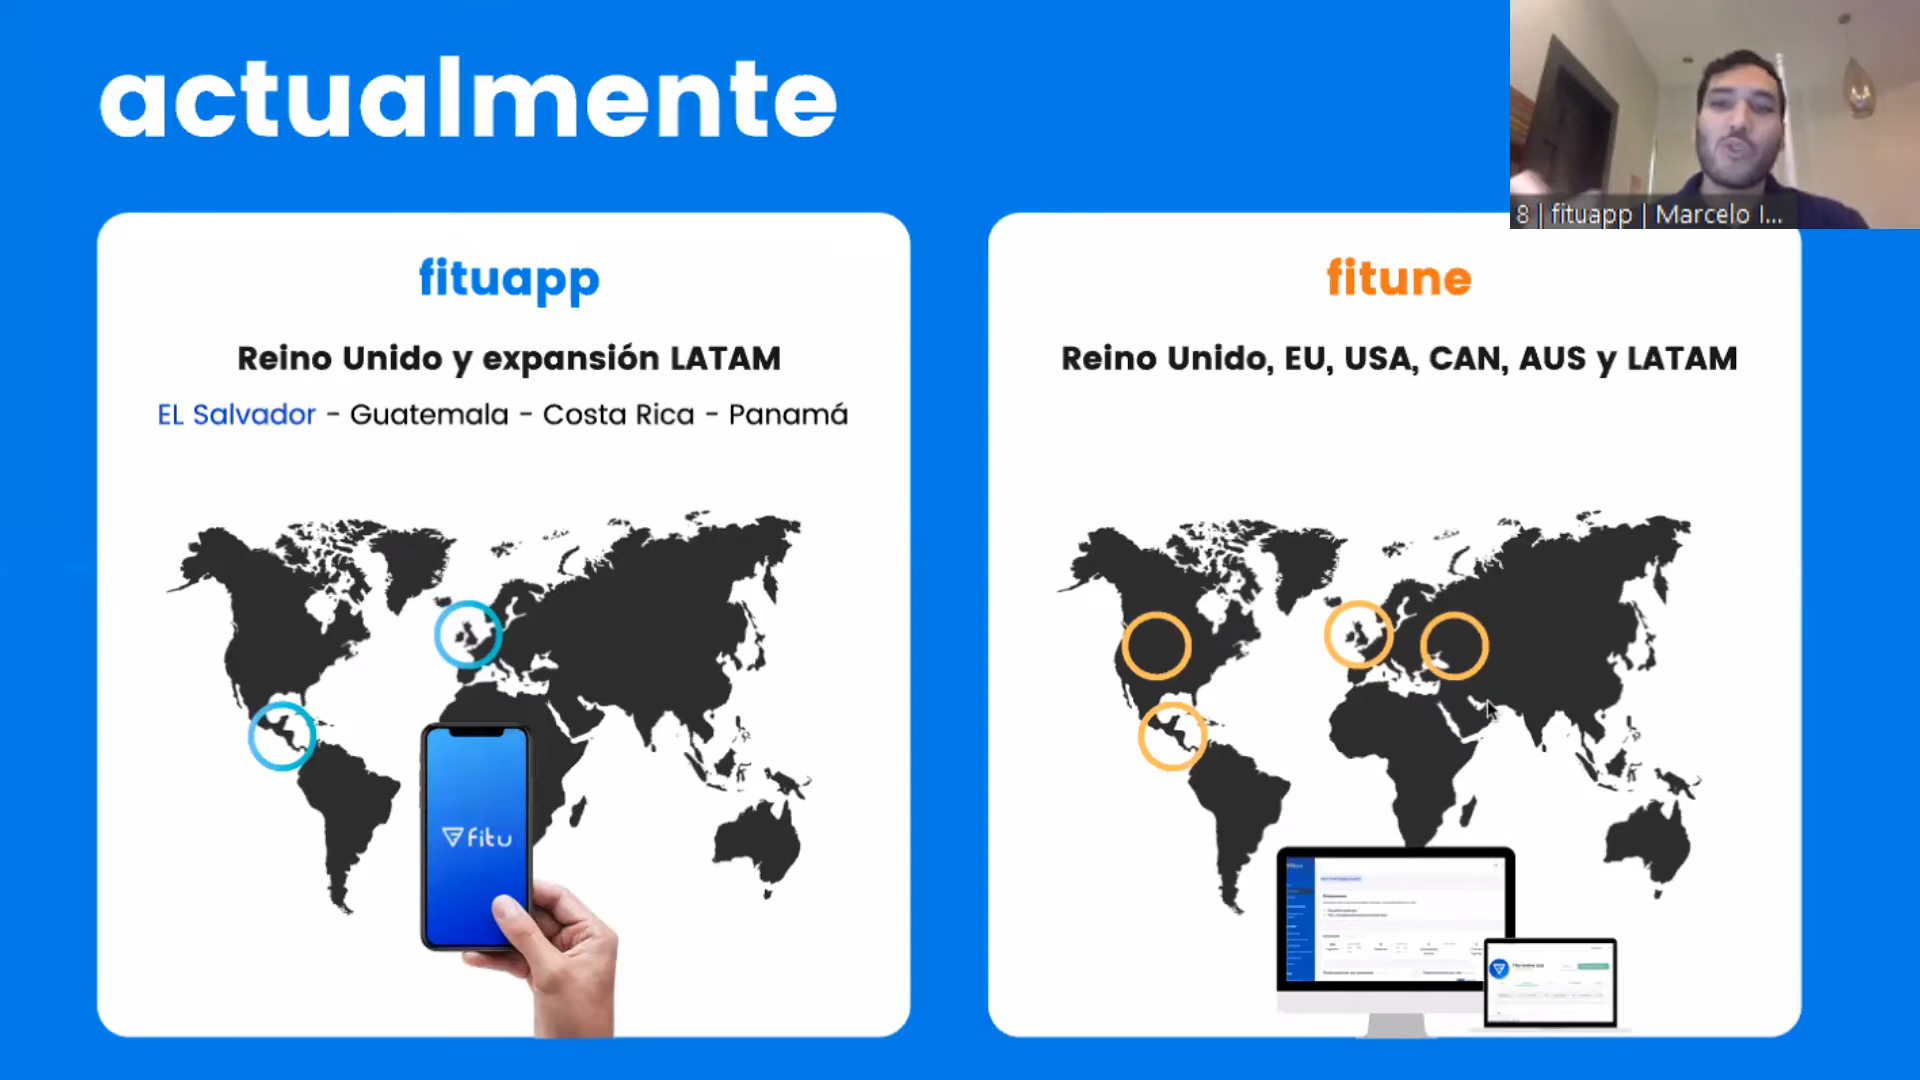 actualmente
8 | fituapp | Marcelo I...
fituapp
Reino Unido y expansión LATAM
EL Salvador - Guatemala - Costa Rica - Panamá
fitu
fitune
Reino Unido, EU, USA, CAN, AUS y LATAM